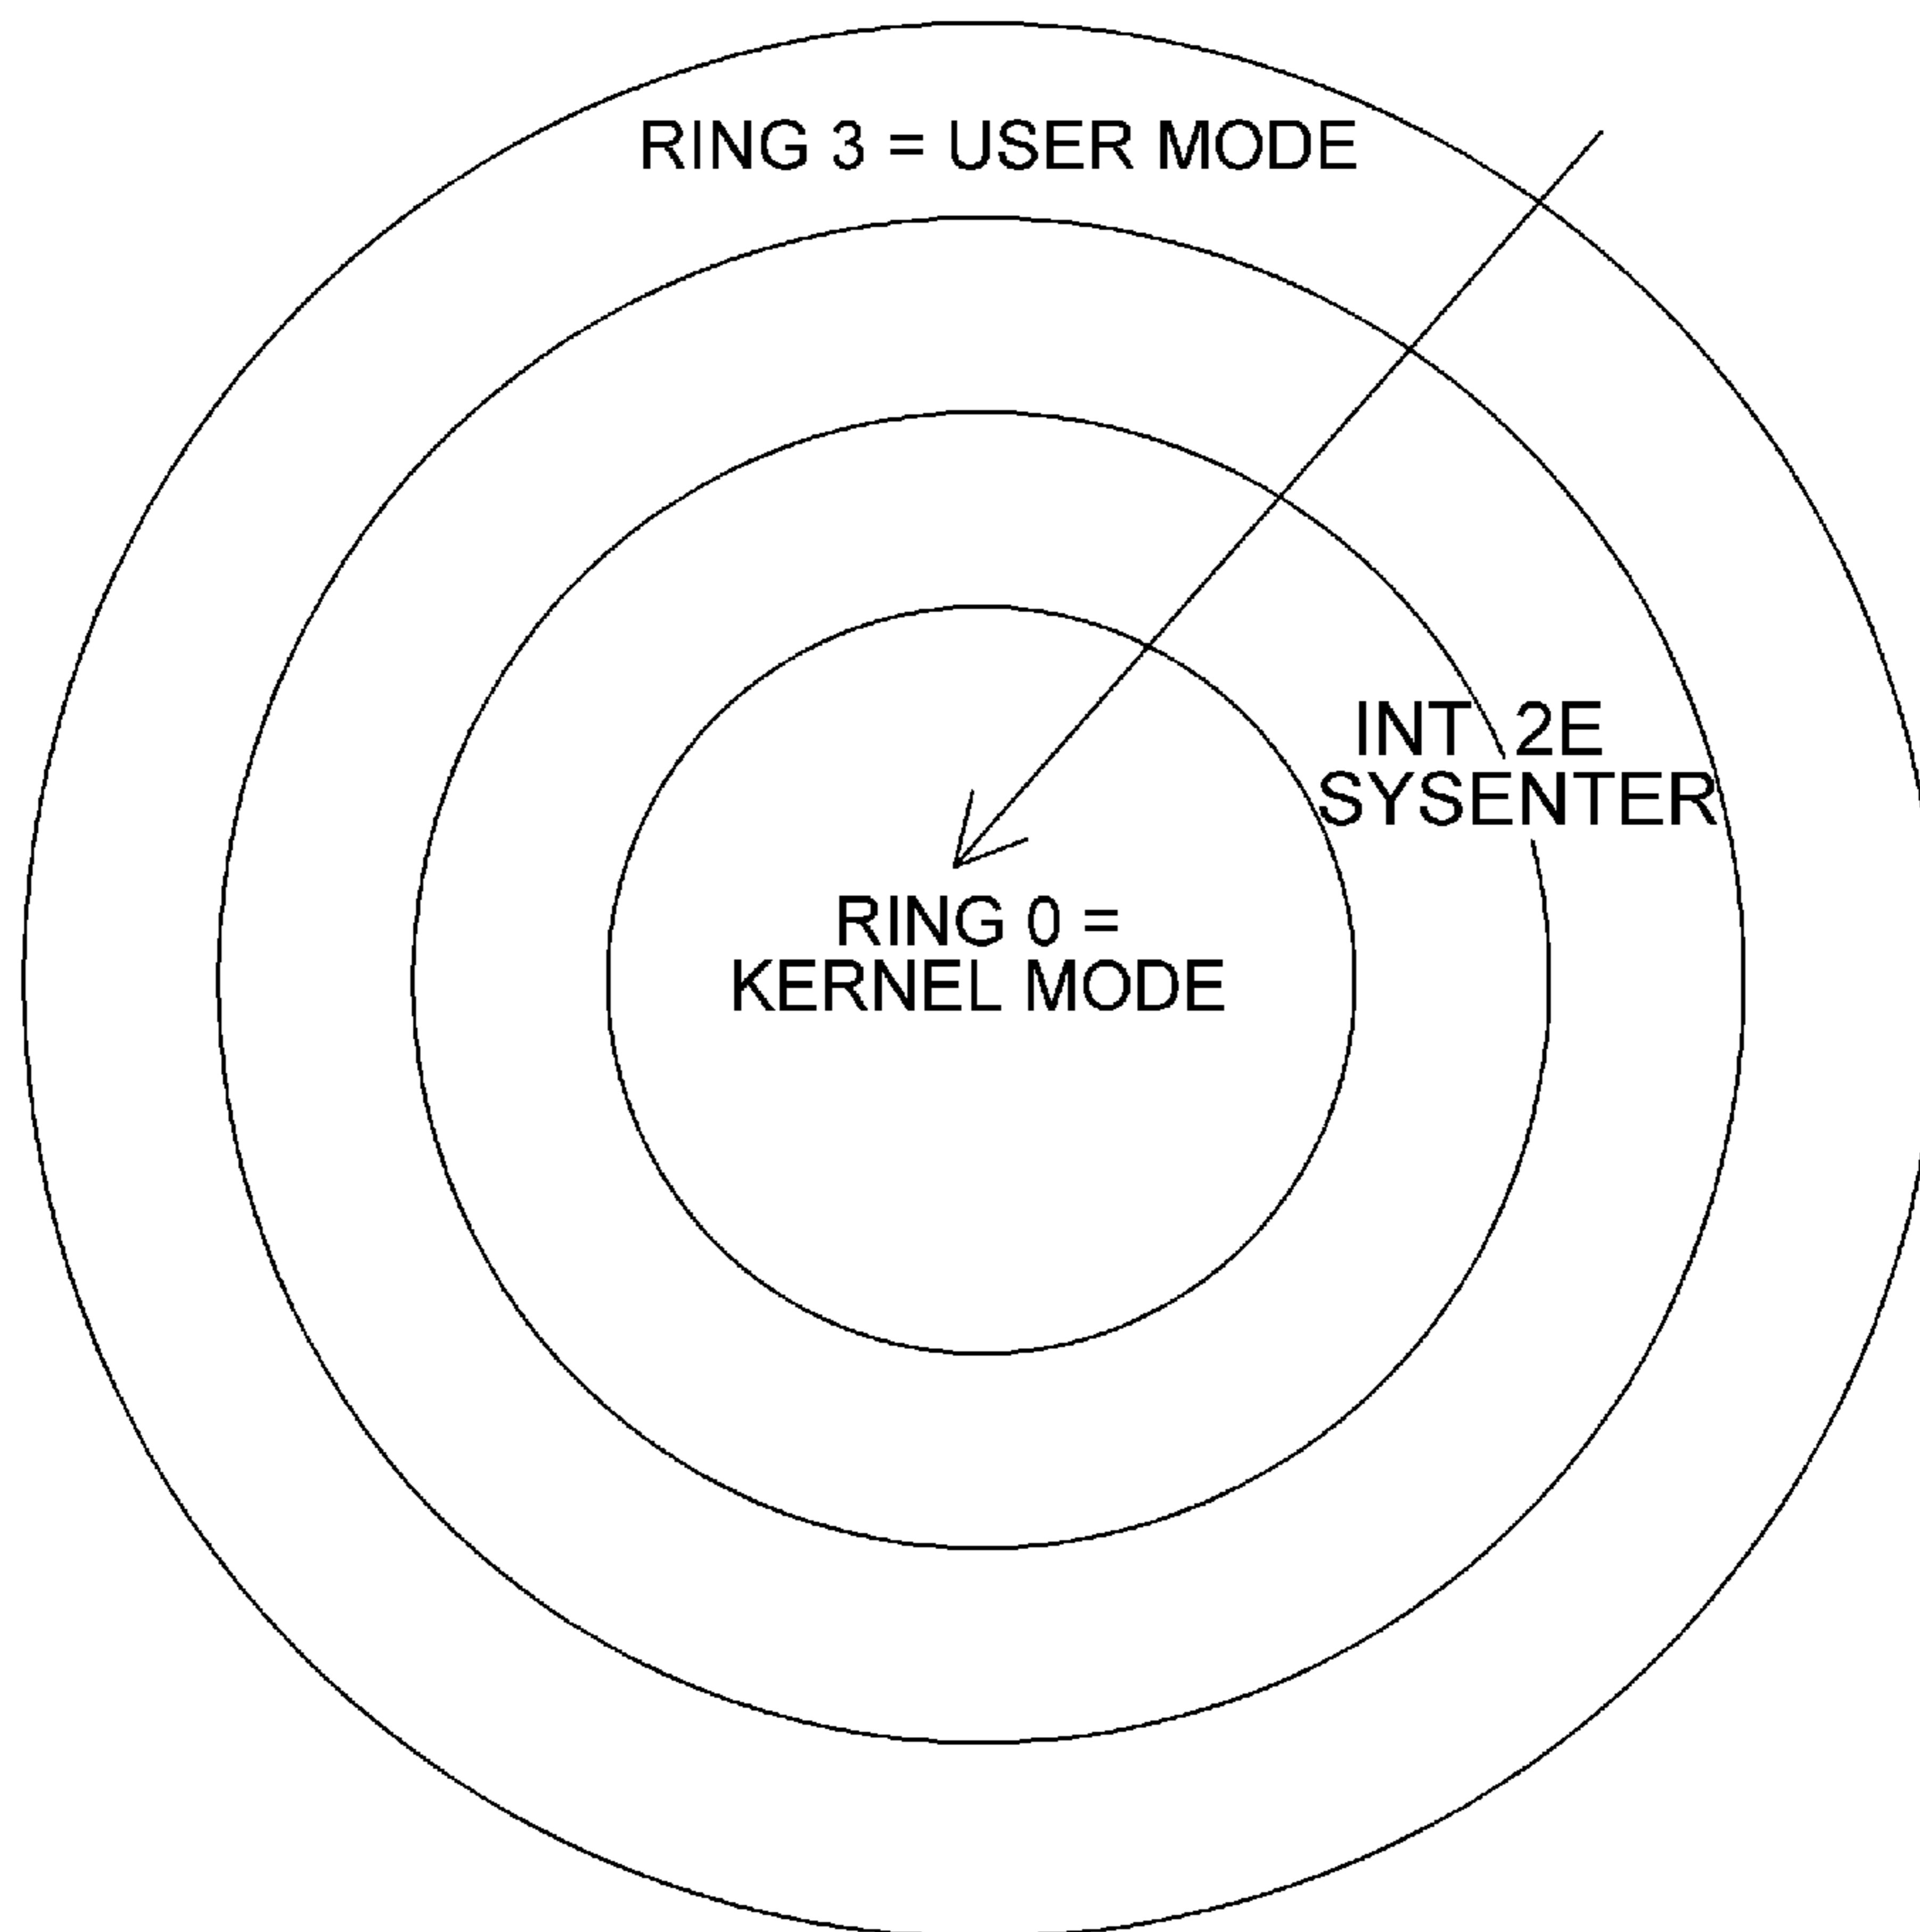 RING 3 = USER MODE
INT 2E
SYSENTER
RING 0 =
KERNEL MODE